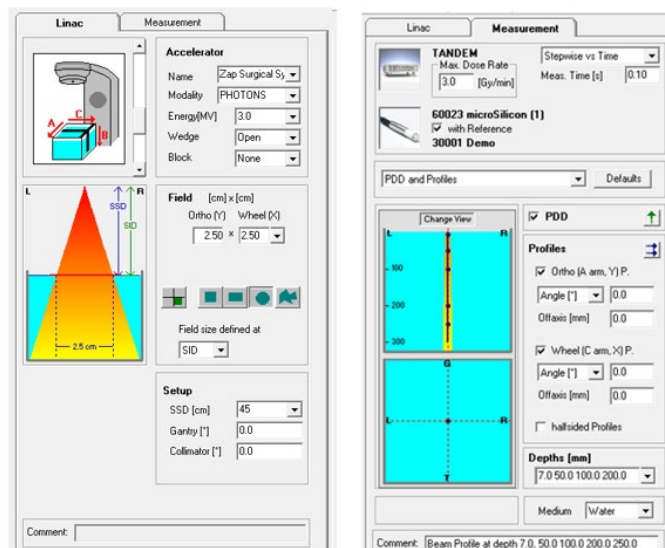 Linac
Measurement
A
B
C
Accelerator
Name
Zap Surgical Sy
Modality
PHOTONS
Energy[MV]
3.0
Wedge
Open
Block
None
L
R
SSD
SID
2.5 cm
Field [cm] x [cm]
Ortho (Y) Wheel (X)
2.50 × 2.50
Field size defined at
SID
Setup
SSD [cm]
45
Gantry [°]
0.0
Collimator [°]
0.0
Comment:
Linac
Measurement
TANDEM
Max. Dose Rate
3.0 [Gy/min]
Stepwise vs Time
Meas. Time [s] 0.10
60023 microSilicon (1)
with Reference
30001 Demo
PDD and Profiles
Defaults
Change View
L
R
- 100
- 200
- 300
G
L
R
T
PDD
Profiles
Ortho (A arm, Y) P.
Angle [°] 0.0
Offaxis [mm] 0.0
Wheel (C arm, X) P.
Angle [°] 0.0
Offaxis [mm] 0.0
halfsided Profiles
Depths [mm]
7.0 50.0 100.0 200.0
Medium Water
Comment: Beam Profile at depth 7.0, 50.0 100.0 200.0 250.0